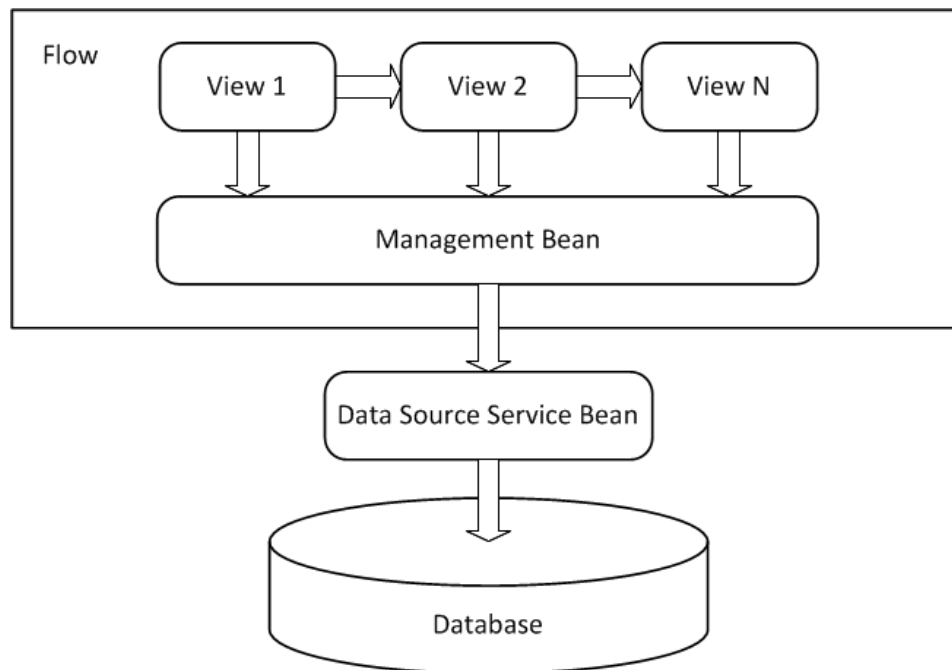 Flow
View 1
View 2
View N
Management Bean
Data Source Service Bean
Database